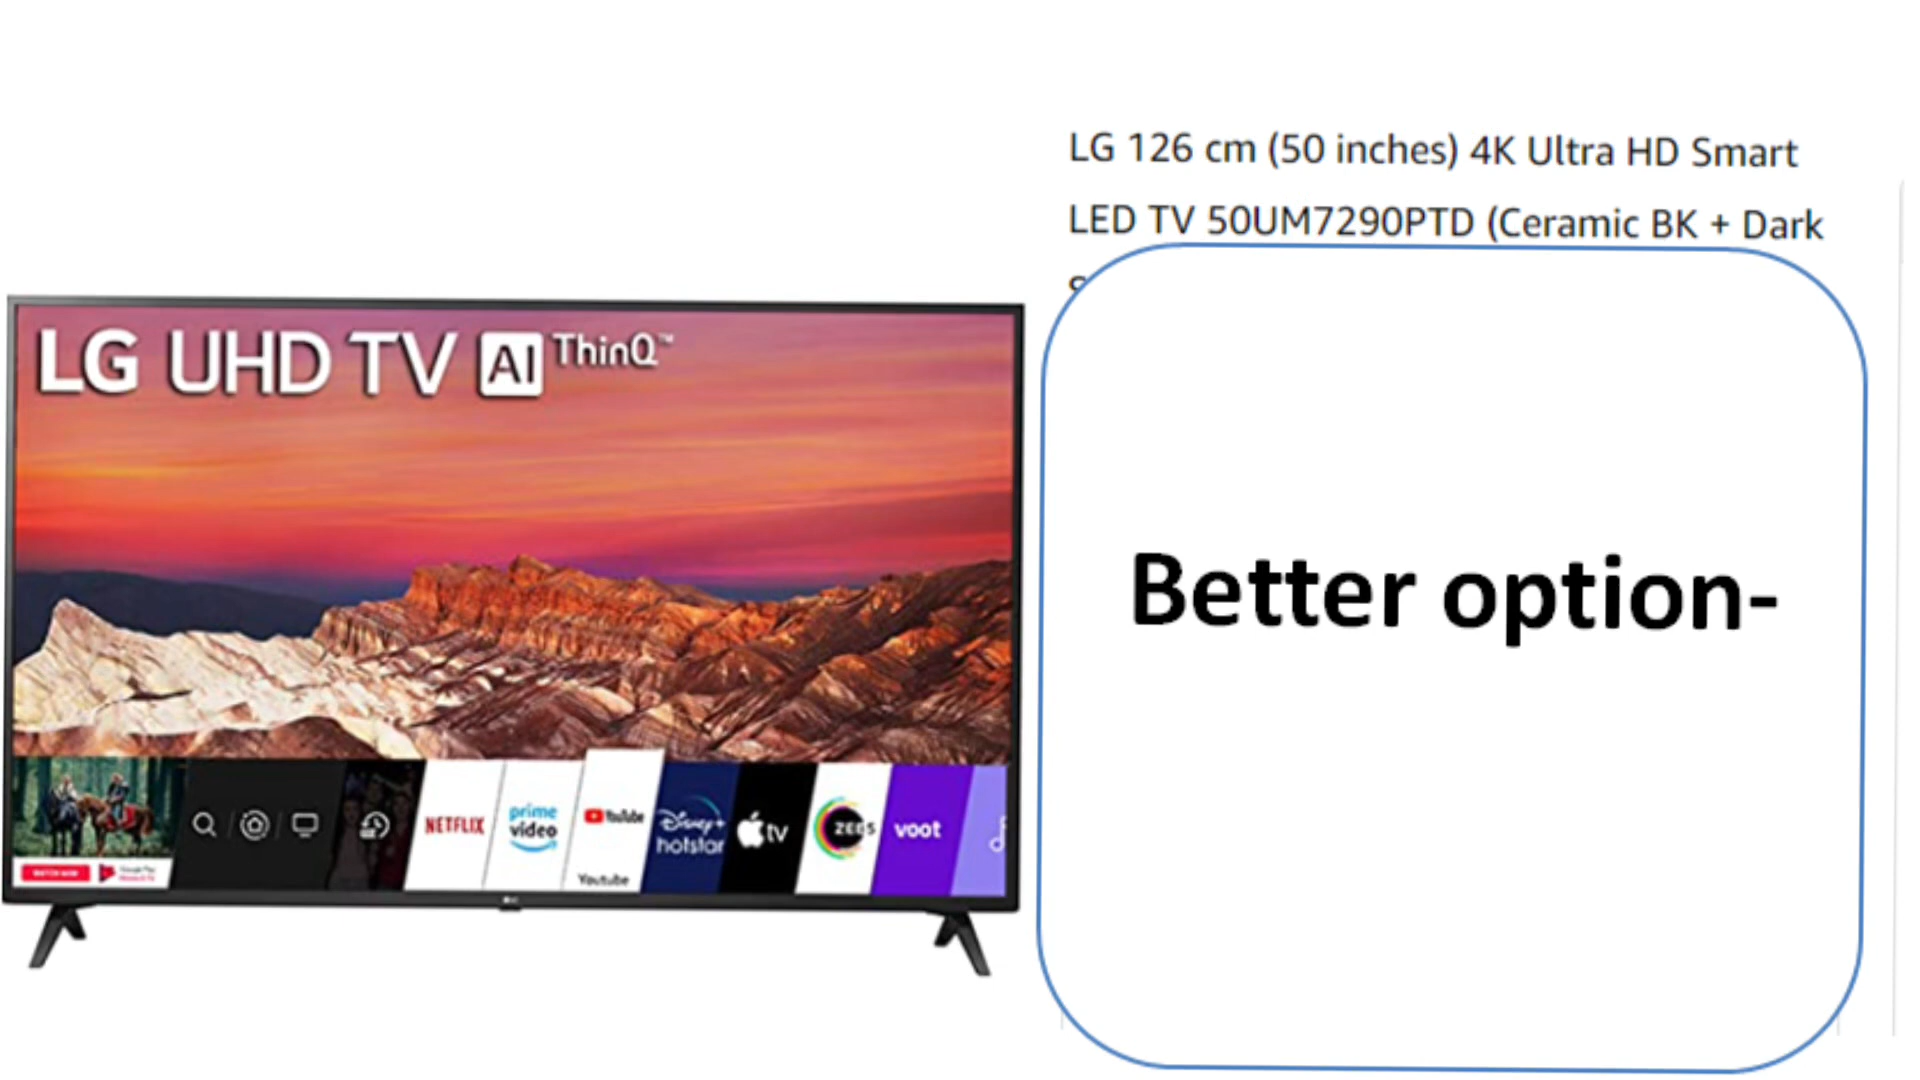 LG 126 cm (50 inches) 4K Ultra HD Smart
LED TV 50UM7290PTD (Ceramic BK + Dark
LG UHD TV AI ThinQ™
Better option-
NETFLIX
prime video
YouTube
Youtube
Disney+ hotstar
tv
ZEE5
voot